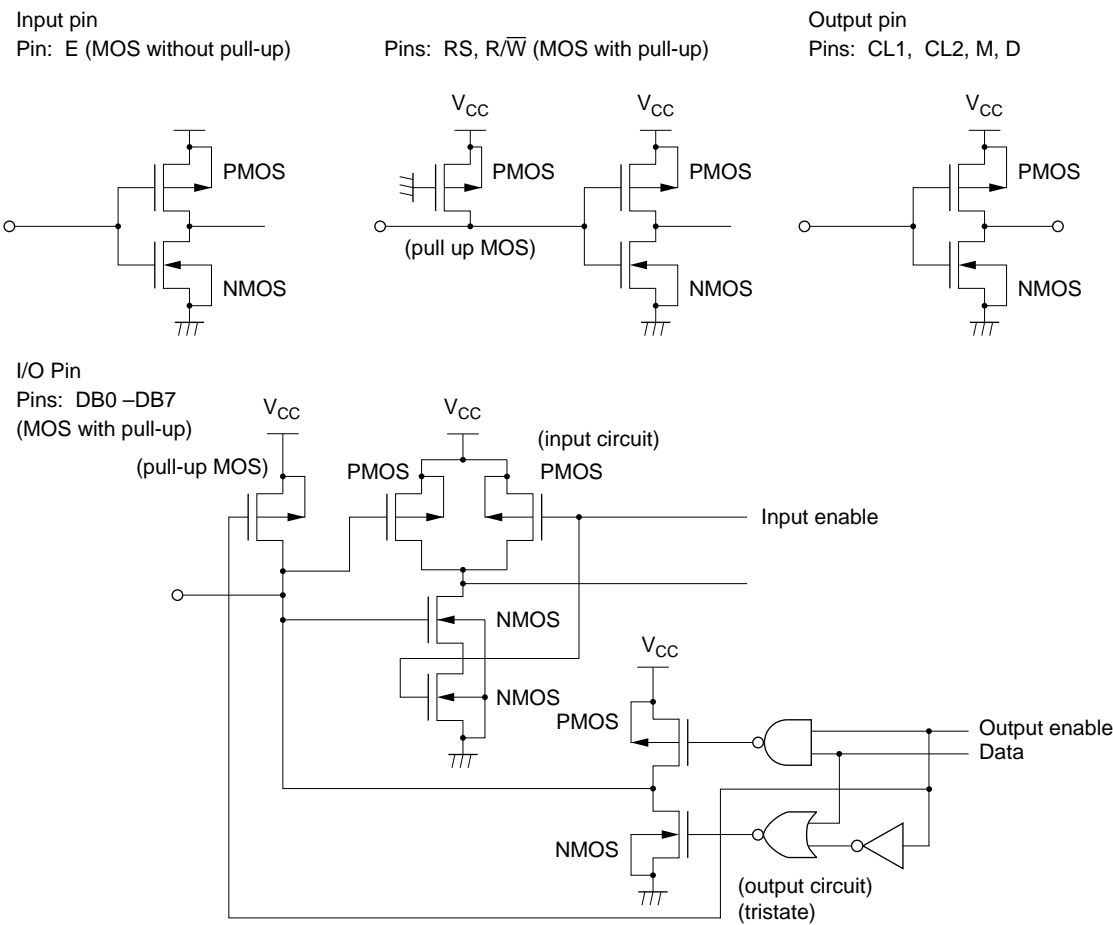 Input pin
Pin: E (MOS without pull-up)
Pins: RS, R/W̅ (MOS with pull-up)
Output pin
Pins: CL1, CL2, M, D
VCC
VCC
VCC
PMOS
PMOS
PMOS
PMOS
(pull up MOS)
NMOS
NMOS
NMOS
I/O Pin
Pins: DB0 –DB7
(MOS with pull-up)
VCC
VCC
(input circuit)
(pull-up MOS)
PMOS
PMOS
Input enable
NMOS
VCC
NMOS
PMOS
Output enable
Data
NMOS
(output circuit)
(tristate)